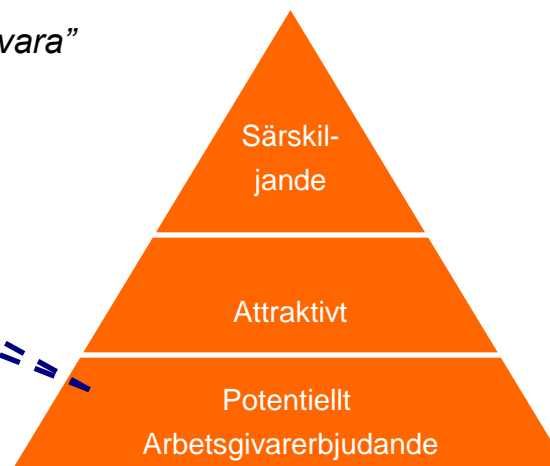 vara”
Särskil-
jande
Attraktivt
Potentiellt
Arbetsgivarerbjudande